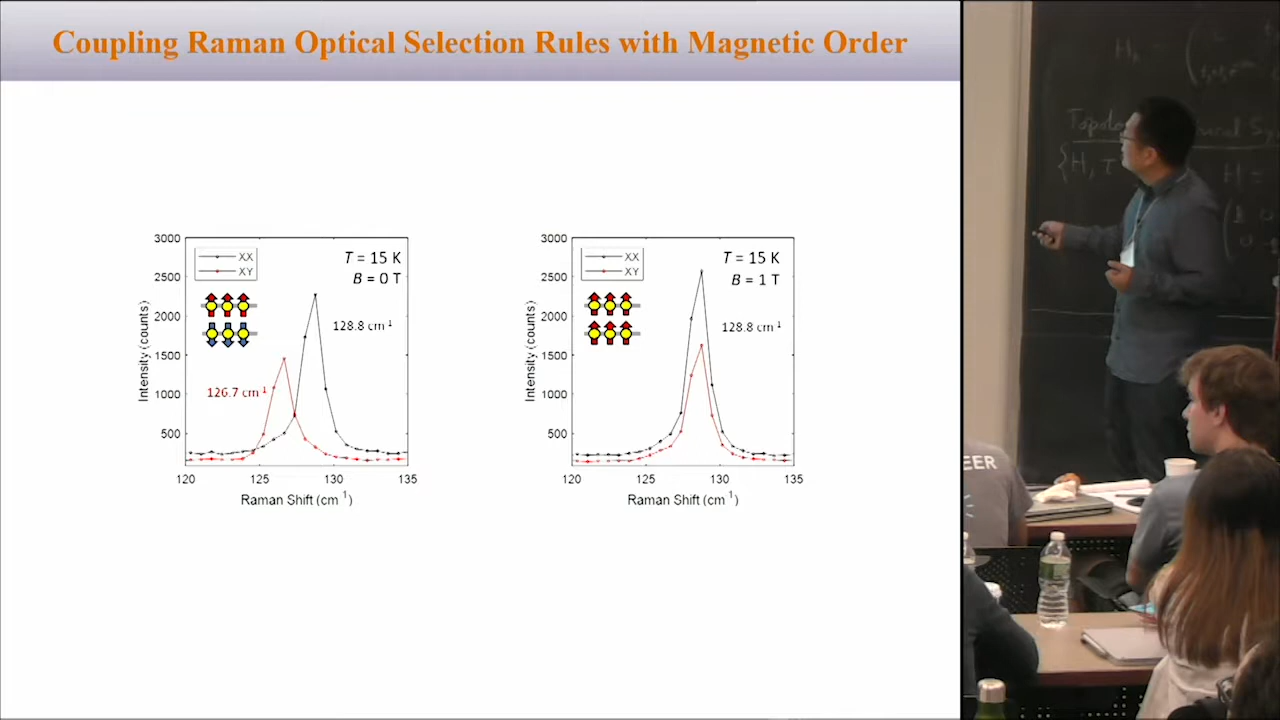 Coupling Raman Optical Selection Rules with Magnetic Order
3000
2500
2000
1500
1000
500
120
125
130
135
Intensity (counts)
Raman Shift (cm-1)
XX
XY
T = 15 K
B = 0 T
128.8 cm-1
126.7 cm-1
3000
2500
2000
1500
1000
500
120
125
130
135
Intensity (counts)
Raman Shift (cm-1)
XX
XY
T = 15 K
B = 1 T
128.8 cm-1
Topolo
{H,
H =
EER